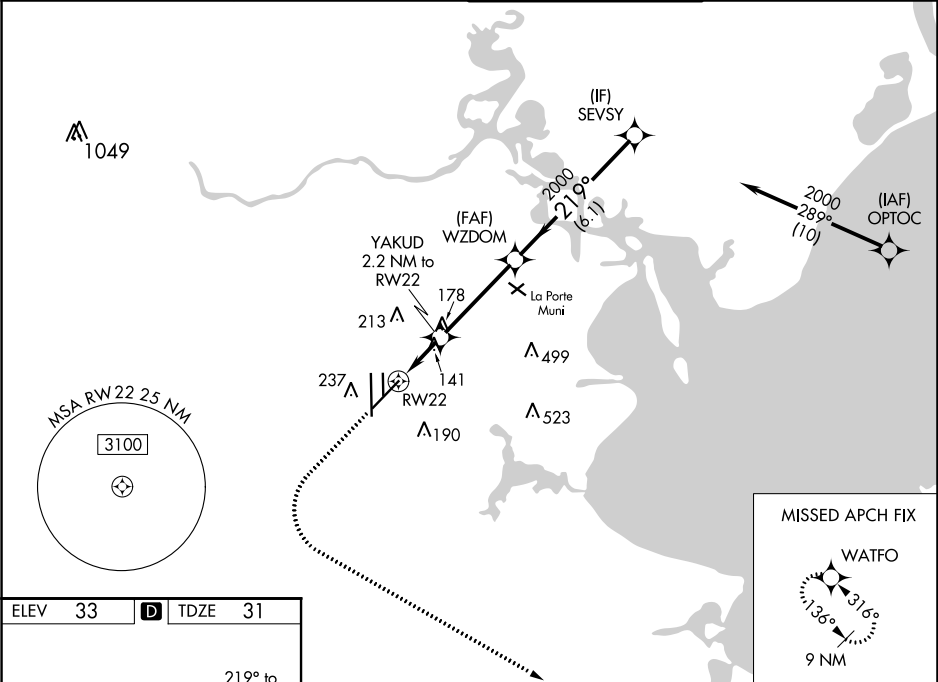 1049
(IF)
SEVSY
2000
219°
(6.1)
2000
289°
(10)
(IAF)
OPTOC
(FAF)
WZDOM
YAKUD
2.2 NM to
RW22
La Porte
Muni
178
213
499
141
237
RW22
523
190
MSA RW22 25 NM
3100
MISSED APCH FIX
WATFO
316°
136°
9 NM
ELEV 33 D TDZE 31
219° to